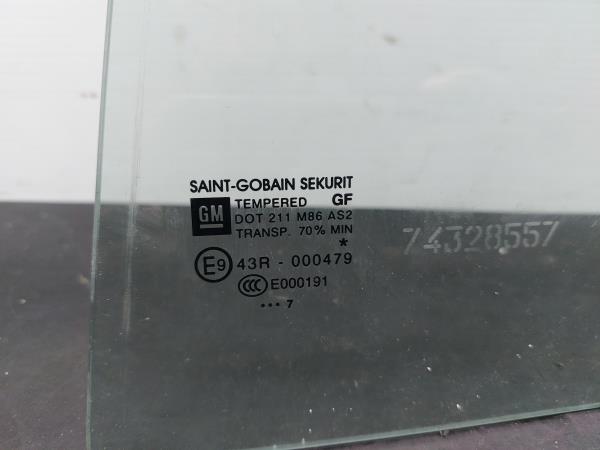 SAINT-GOBAIN SEKURIT
GM TEMPERED GF
DOT 211 M86 AS2
TRANSP. 70% MIN
*
E9 43R - 000479
CCC E000191
••• 7
74328557